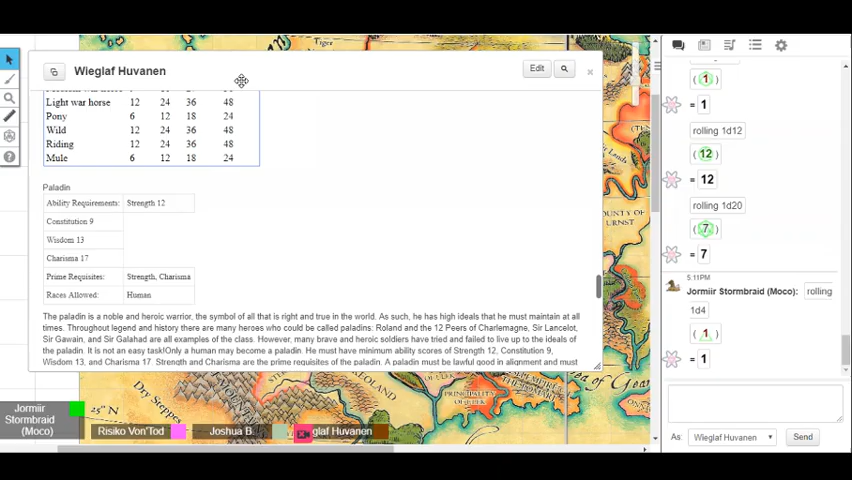 Tiger
Wieglaf Huvanen
Edit
Light war horse 12 24 36 48
Pony 6 12 18 24
Wild 12 24 36 48
Riding 12 24 36 48
Mule 6 12 18 24
Paladin
Ability Requirements: Strength 12
Constitution 9
Wisdom 13
Charisma 17
Prime Requisites: Strength, Charisma
Races Allowed: Human
The paladin is a noble and heroic warrior, the symbol of all that is right and true in the world. As such, he has high ideals that he must maintain at all
times. Throughout legend and history there are many heroes who could be called paladins: Roland and the 12 Peers of Charlemagne, Sir Lancelot,
Sir Gawain, and Sir Galahad are all examples of the class. However, many brave and heroic soldiers have tried and failed to live up to the ideals of
the paladin. It is not an easy task!Only a human may become a paladin. He must have minimum ability scores of Strength 12, Constitution 9,
Wisdom 13, and Charisma 17. Strength and Charisma are the prime requisites of the paladin. A paladin must be lawful good in alignment and must
COUNTY OF
URNST
Dry Steppes
25° N
PRINCIPALITY
OF ULEK
Jormiir
Stormbraid
(Moco)
Risiko Von'Tod
Joshua B.
glaf Huvanen
( 1 )
= 1
rolling 1d12
( 12 )
= 12
rolling 1d20
( 7 )
= 7
5:11PM
Jormiir Stormbraid (Moco): rolling
1d4
( 1 )
= 1
As: Wieglaf Huvanen
Send